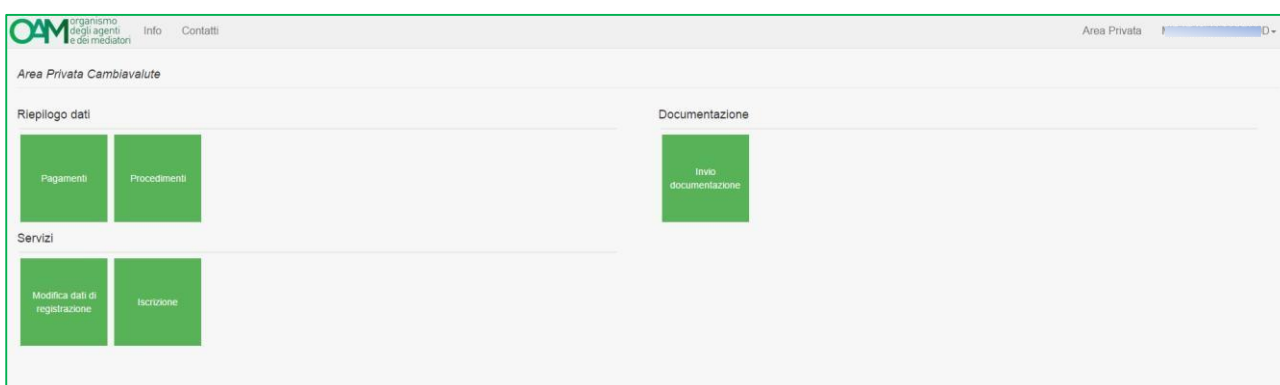 OAM organismo
degli agenti
e dei mediatori
Info Contatti
Area Privata
Area Privata Cambiavalute
Riepilogo dati
Pagamenti
Procedimenti
Documentazione
Invio
documentazione
Servizi
Modifica dati di
registrazione
Iscrizione